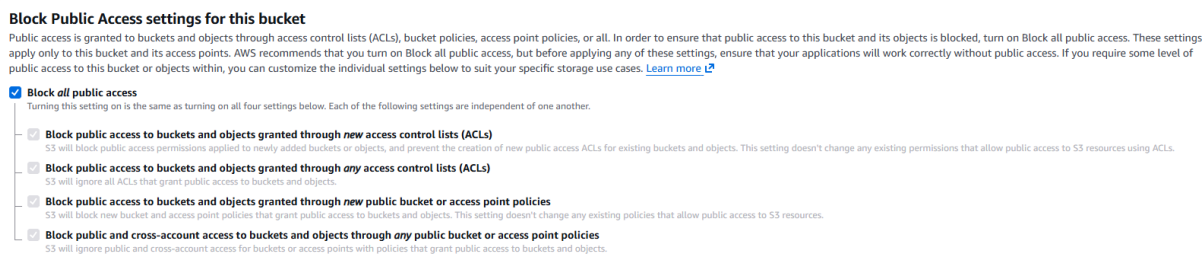 Block Public Access settings for this bucket
Public access is granted to buckets and objects through access control lists (ACLs), bucket policies, access point policies, or all. In order to ensure that public access to this bucket and its objects is blocked, turn on Block all public access. These settings
apply only to this bucket and its access points. AWS recommends that you turn on Block all public access, but before applying any of these settings, ensure that your applications will work correctly without public access. If you require some level of
public access to this bucket or objects within, you can customize the individual settings below to suit your specific storage use cases. Learn more
Block all public access
Turning this setting on is the same as turning on all four settings below. Each of the following settings are independent of one another.
Block public access to buckets and objects granted through new access control lists (ACLs)
S3 will block public access permissions applied to newly added buckets or objects, and prevent the creation of new public access ACLs for existing buckets and objects. This setting doesn't change any existing permissions that allow public access to S3 resources using ACLs.
Block public access to buckets and objects granted through any access control lists (ACLs)
S3 will ignore all ACLs that grant public access to buckets and objects.
Block public access to buckets and objects granted through new public bucket or access point policies
S3 will block new bucket and access point policies that grant public access to buckets and objects. This setting doesn't change any existing policies that allow public access to S3 resources.
Block public and cross-account access to buckets and objects through any public bucket or access point policies
S3 will ignore public and cross-account access for buckets or access points with policies that grant public access to buckets and objects.